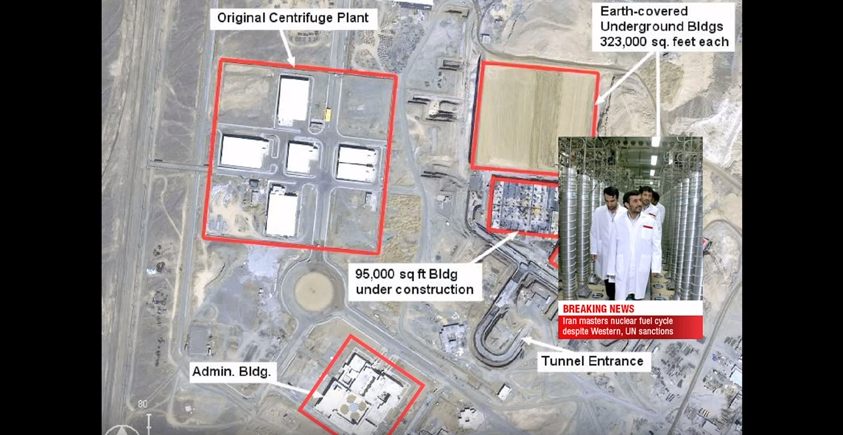 Original Centrifuge Plant
Earth-covered
Underground Bldgs
323,000 sq. feet each
95,000 sq ft Bldg
under construction
BREAKING NEWS
Iran masters nuclear fuel cycle
despite Western, UN sanctions
Tunnel Entrance
Admin. Bldg.
80